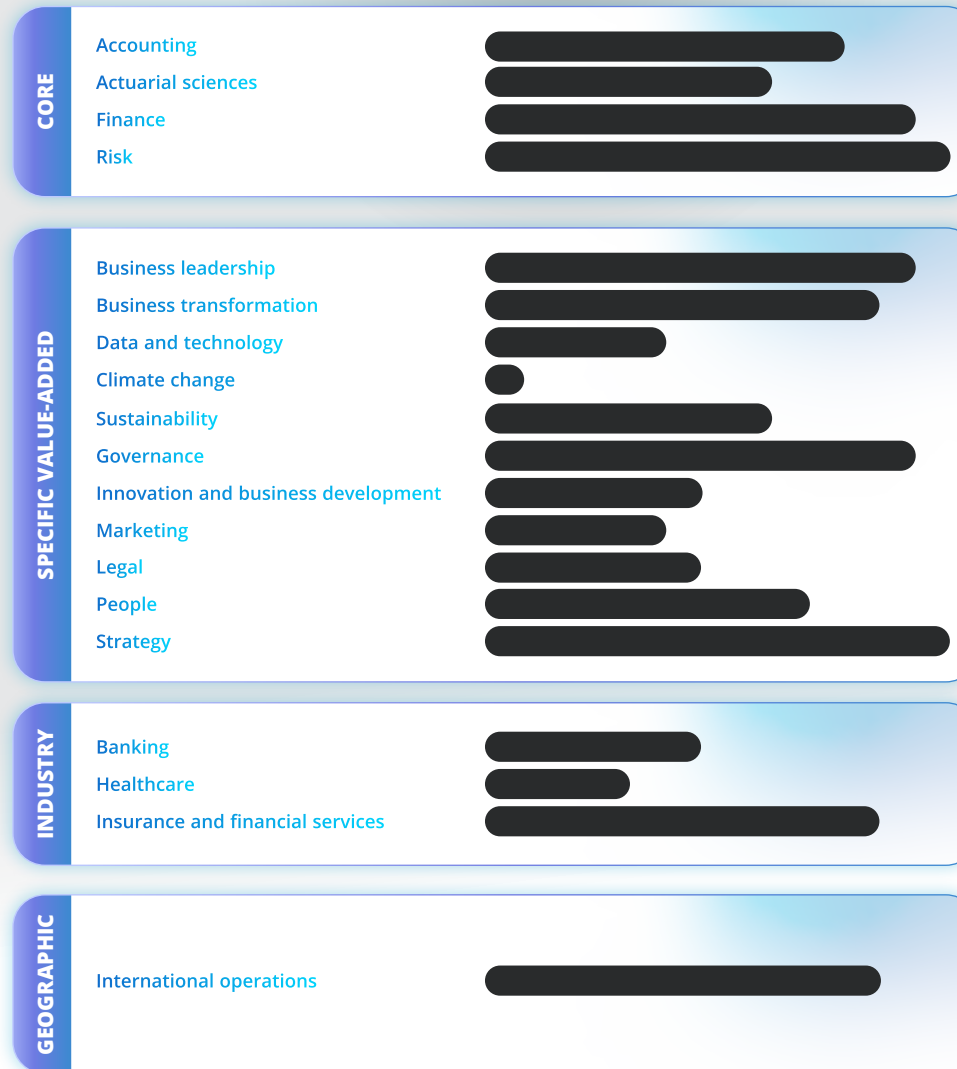 CORE
Accounting
Actuarial sciences
Finance
Risk
SPECIFIC VALUE-ADDED
Business leadership
Business transformation
Data and technology
Climate change
Sustainability
Governance
Innovation and business development
Marketing
Legal
People
Strategy
INDUSTRY
Banking
Healthcare
Insurance and financial services
GEOGRAPHIC
International operations